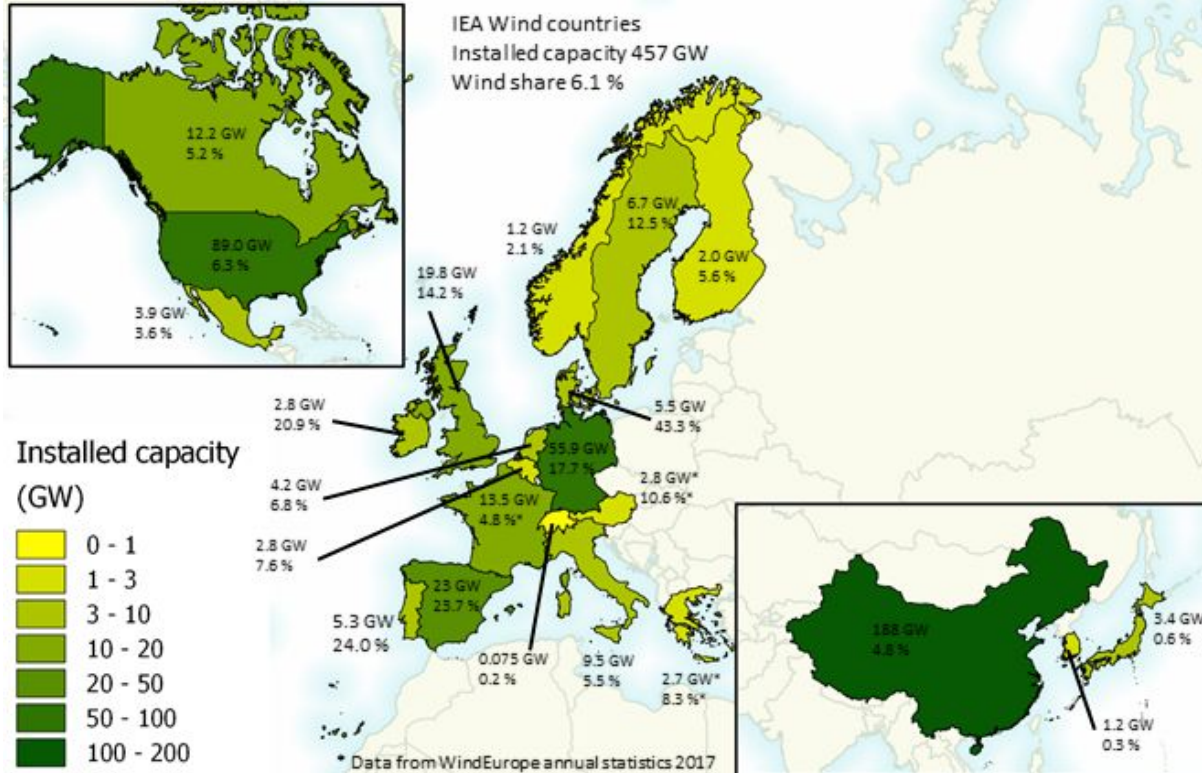 IEA Wind countries
Installed capacity 457 GW
Wind share 6.1 %
12.2 GW
5.2 %
89.0 GW
6.3 %
3.9 GW
3.6 %
1.2 GW
2.1 %
6.7 GW
12.5 %
2.0 GW
5.6 %
19.8 GW
14.2 %
2.8 GW
20.9 %
5.5 GW
43.3 %
55.9 GW
17.7 %
4.2 GW
6.8 %
2.8 GW*
10.6 %*
13.5 GW
4.8 %*
2.8 GW
7.6 %
23 GW
23.7 %
5.3 GW
24.0 %
0.075 GW
0.2 %
9.5 GW
5.5 %
2.7 GW*
8.3 %*
Installed capacity
(GW)
0 - 1
1 - 3
3 - 10
10 - 20
20 - 50
50 - 100
100 - 200
188 GW
4.8 %
3.4 GW
0.6 %
1.2 GW
0.3 %
* Data from WindEurope annual statistics 2017